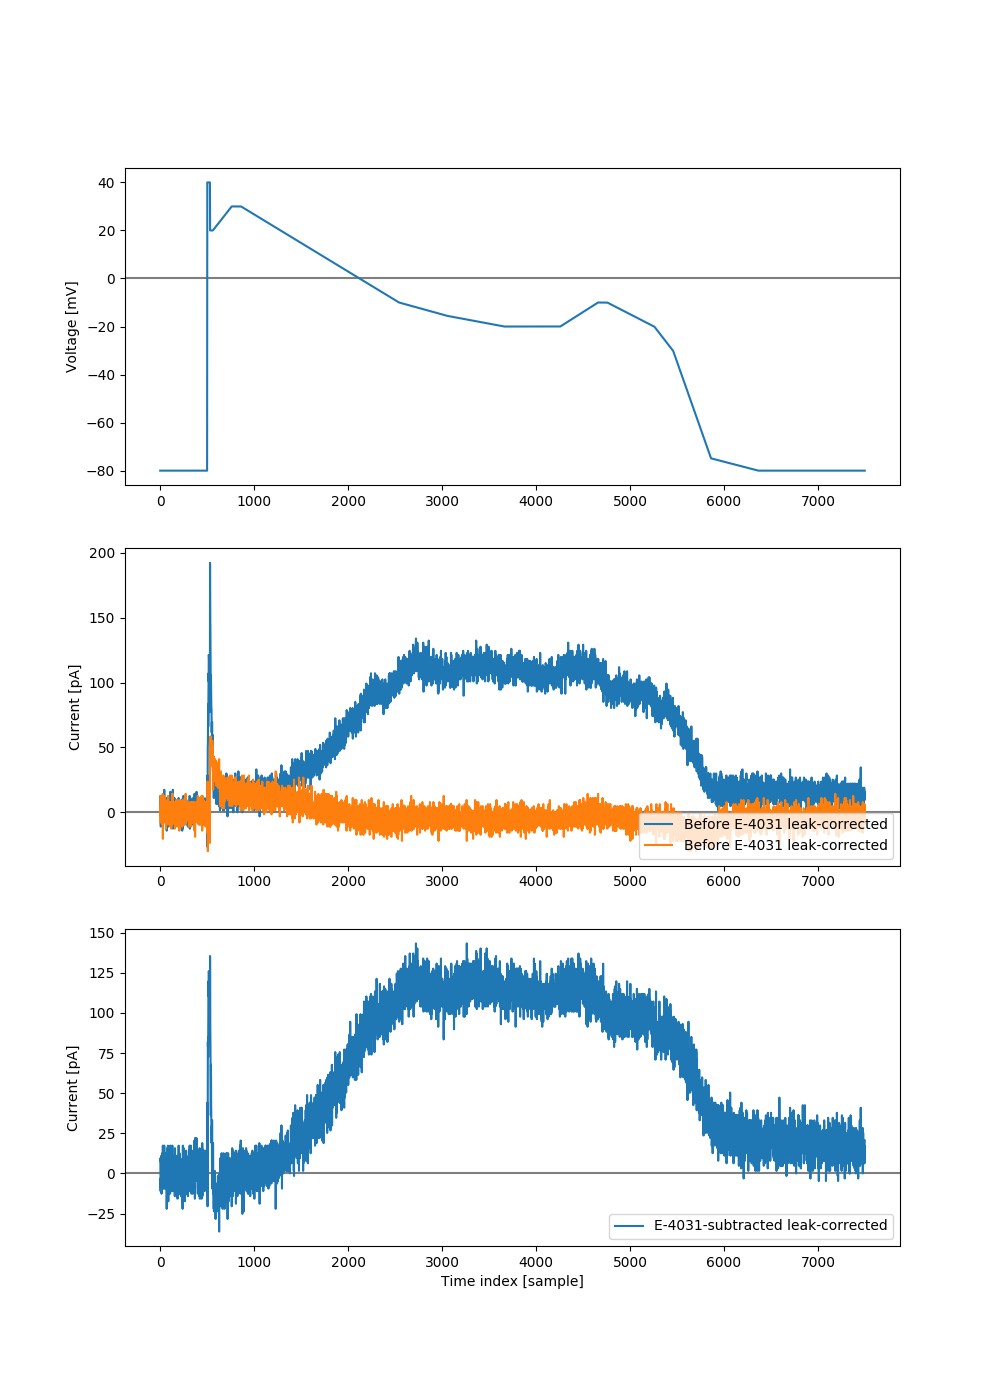 40
20
0
−20
−40
−60
−80
Voltage [mV]
0 1000 2000 3000 4000 5000 6000 7000
200
150
100
50
0
Current [pA]
Before E-4031 leak-corrected
Before E-4031 leak-corrected
0 1000 2000 3000 4000 5000 6000 7000
150
125
100
75
50
25
0
−25
Current [pA]
E-4031-subtracted leak-corrected
0 1000 2000 3000 4000 5000 6000 7000
Time index [sample]